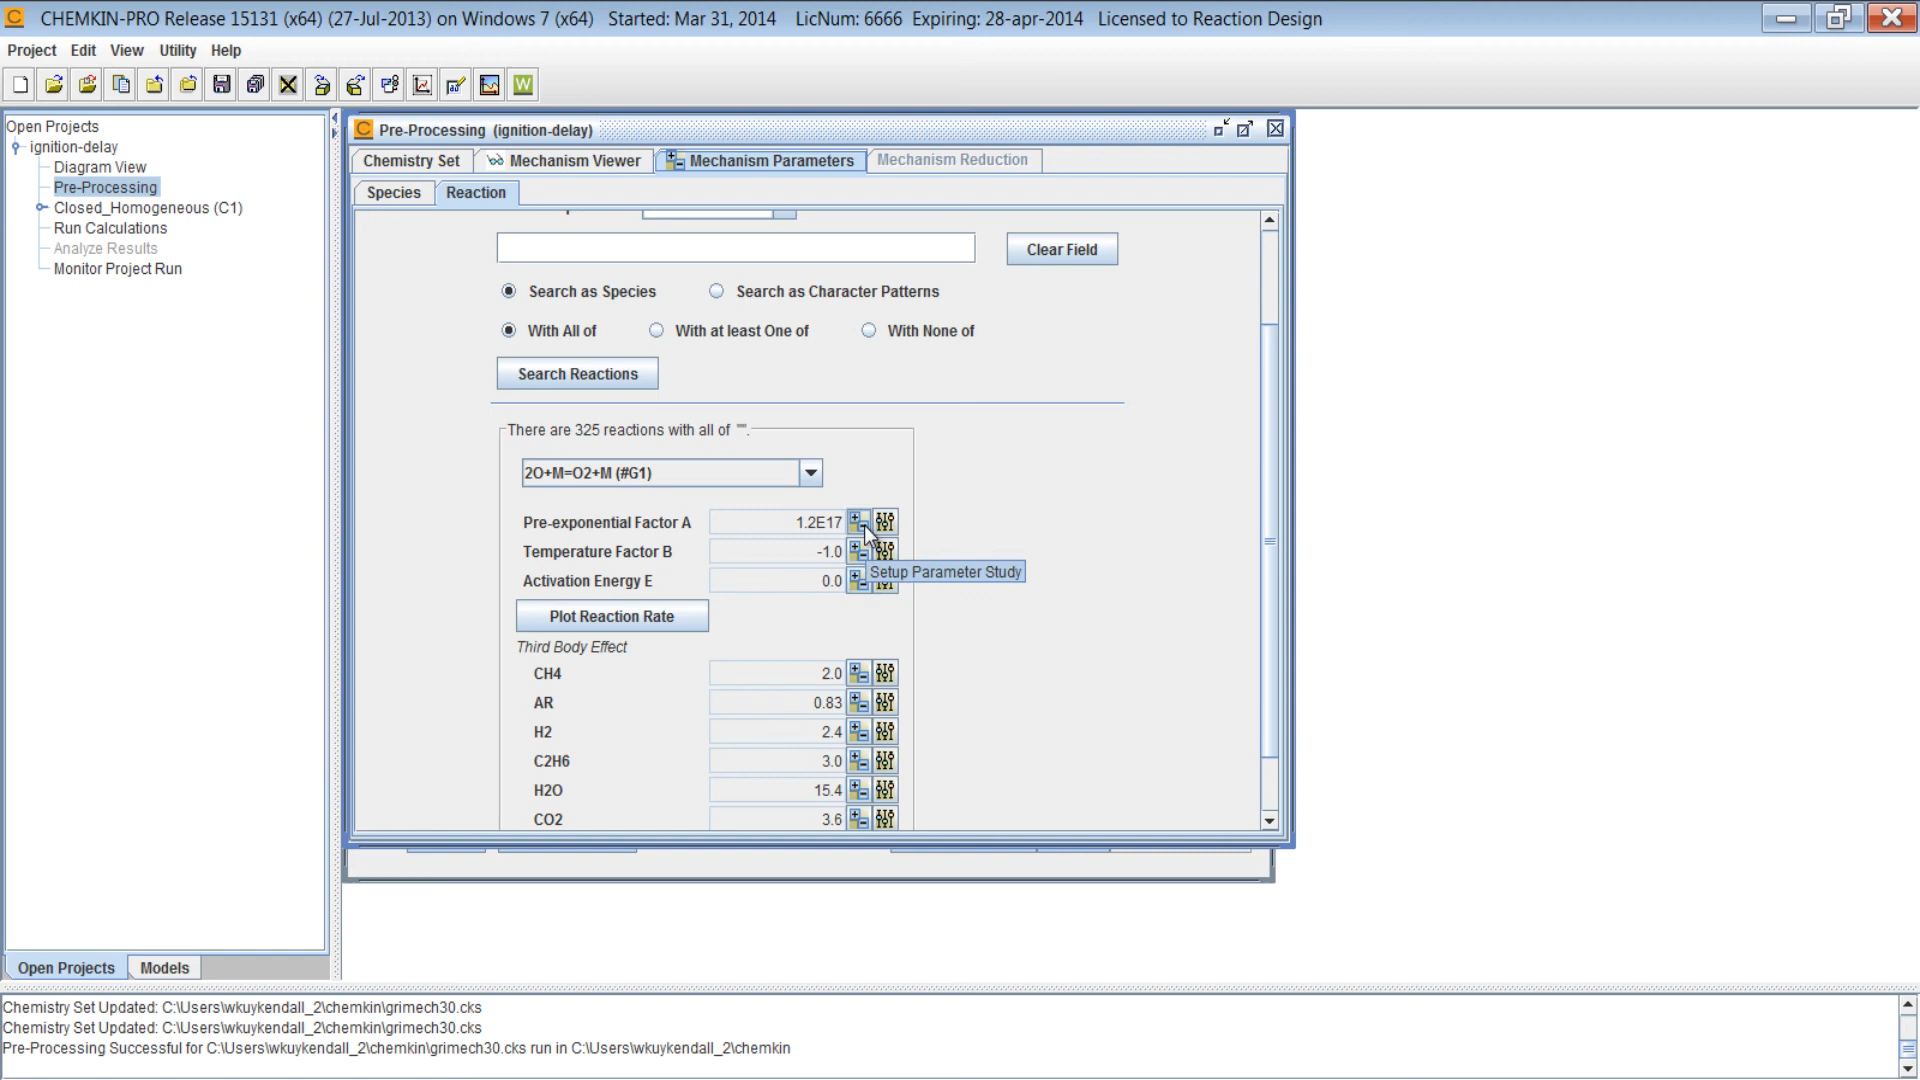 CHEMKIN-PRO Release 15131 (x64) (27-Jul-2013) on Windows 7 (x64)   Started: Mar 31, 2014   LicNum: 6666  Expiring: 28-apr-2014   Licensed to Reaction Design
Project Edit View Utility Help
W
Open Projects
ignition-delay
Diagram View
Pre-Processing
Closed_Homogeneous (C1)
Run Calculations
Analyze Results
Monitor Project Run
Open Projects Models
Pre-Processing (ignition-delay)
Chemistry Set Mechanism Viewer Mechanism Parameters Mechanism Reduction
Species Reaction
Clear Field
Search as Species Search as Character Patterns
With All of With at least One of With None of
Search Reactions
There are 325 reactions with all of "".
2O+M=O2+M (#G1)
Pre-exponential Factor A 1.2E17
Temperature Factor B -1.0
Setup Parameter Study
Activation Energy E 0.0
Plot Reaction Rate
Third Body Effect
CH4 2.0
AR 0.83
H2 2.4
C2H6 3.0
H2O 15.4
CO2 3.6
Chemistry Set Updated: C:\Users\wkuykendall_2\chemkin\grimech30.cks
Chemistry Set Updated: C:\Users\wkuykendall_2\chemkin\grimech30.cks
Pre-Processing Successful for C:\Users\wkuykendall_2\chemkin\grimech30.cks run in C:\Users\wkuykendall_2\chemkin